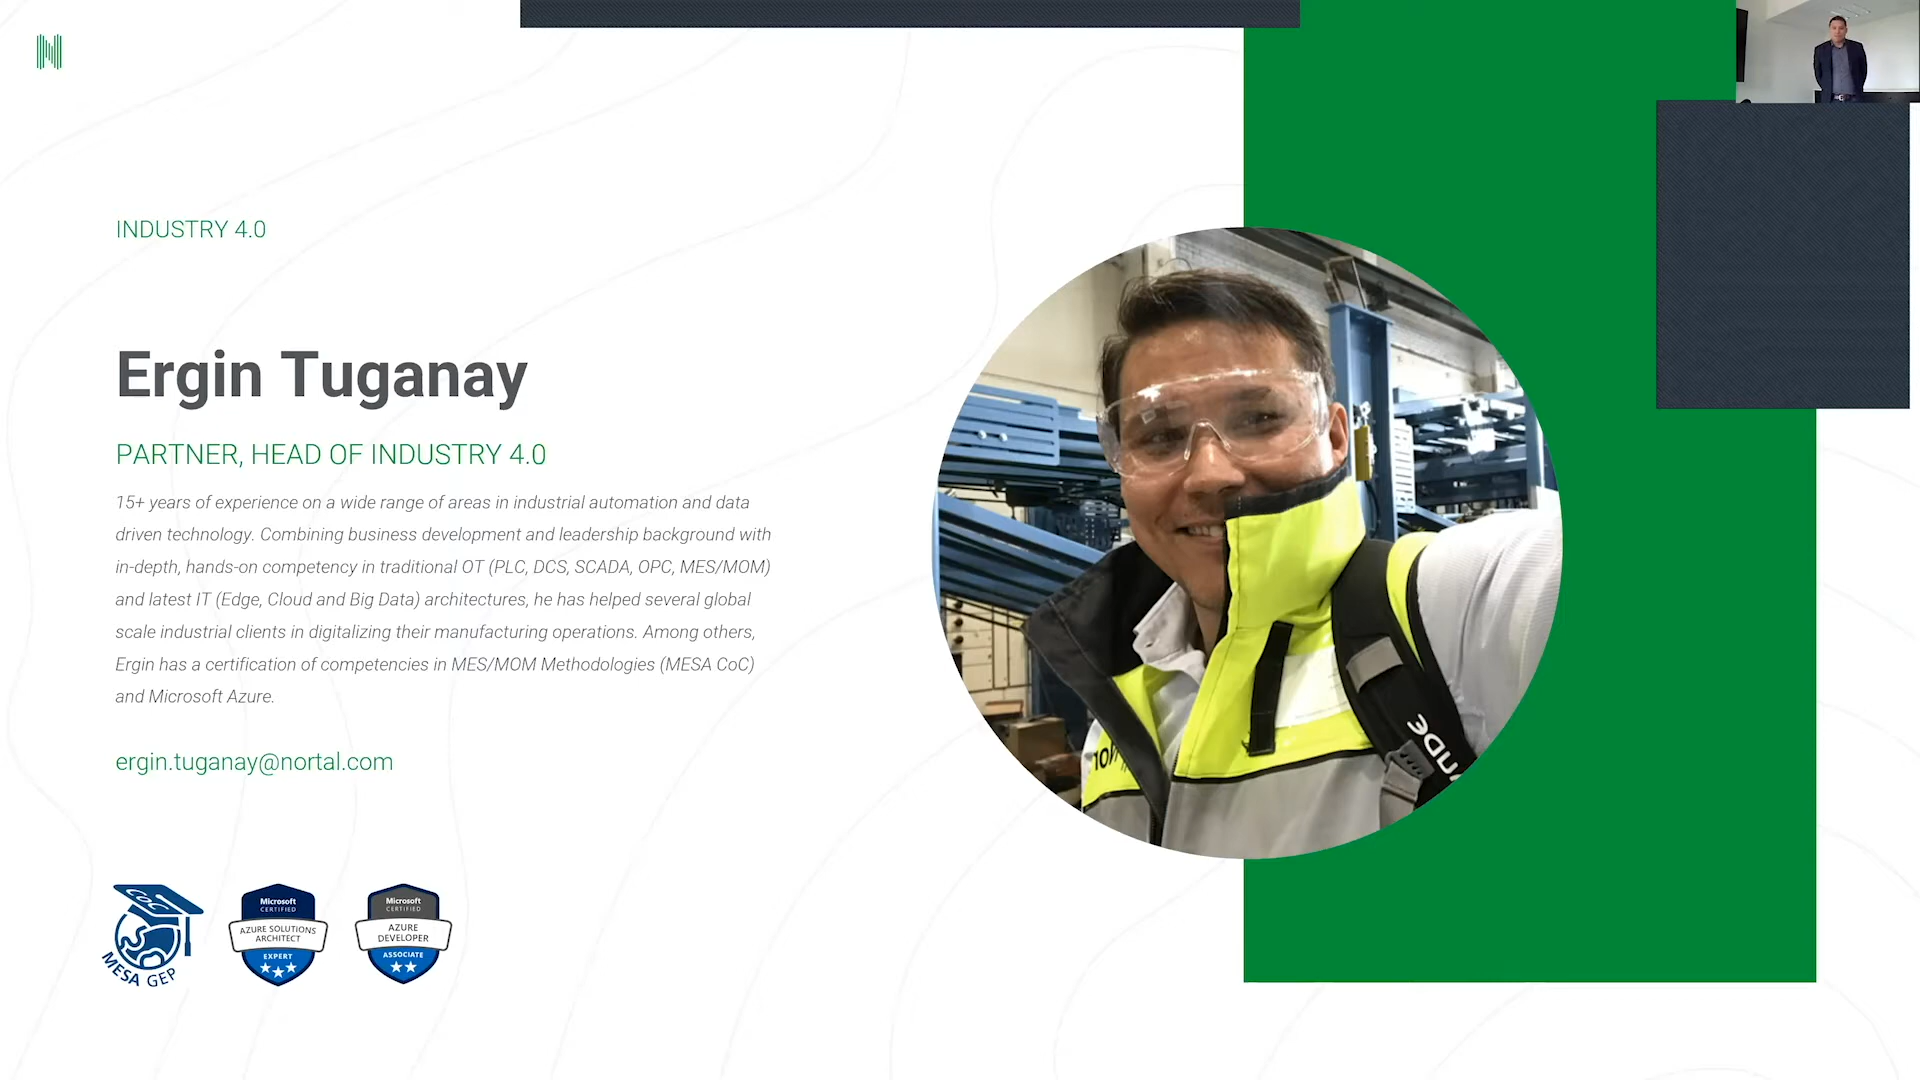 INDUSTRY 4.0
Ergin Tuganay
PARTNER, HEAD OF INDUSTRY 4.0
15+ years of experience on a wide range of areas in industrial automation and data
driven technology. Combining business development and leadership background with
in-depth, hands-on competency in traditional OT (PLC, DCS, SCADA, OPC, MES/MOM)
and latest IT (Edge, Cloud and Big Data) architectures, he has helped several global
scale industrial clients in digitalizing their manufacturing operations. Among others,
Ergin has a certification of competencies in MES/MOM Methodologies (MESA CoC)
and Microsoft Azure.
ergin.tuganay@nortal.com
CoC
MESA GEP
Microsoft
CERTIFIED
AZURE SOLUTIONS
ARCHITECT
EXPERT
Microsoft
CERTIFIED
AZURE
DEVELOPER
ASSOCIATE